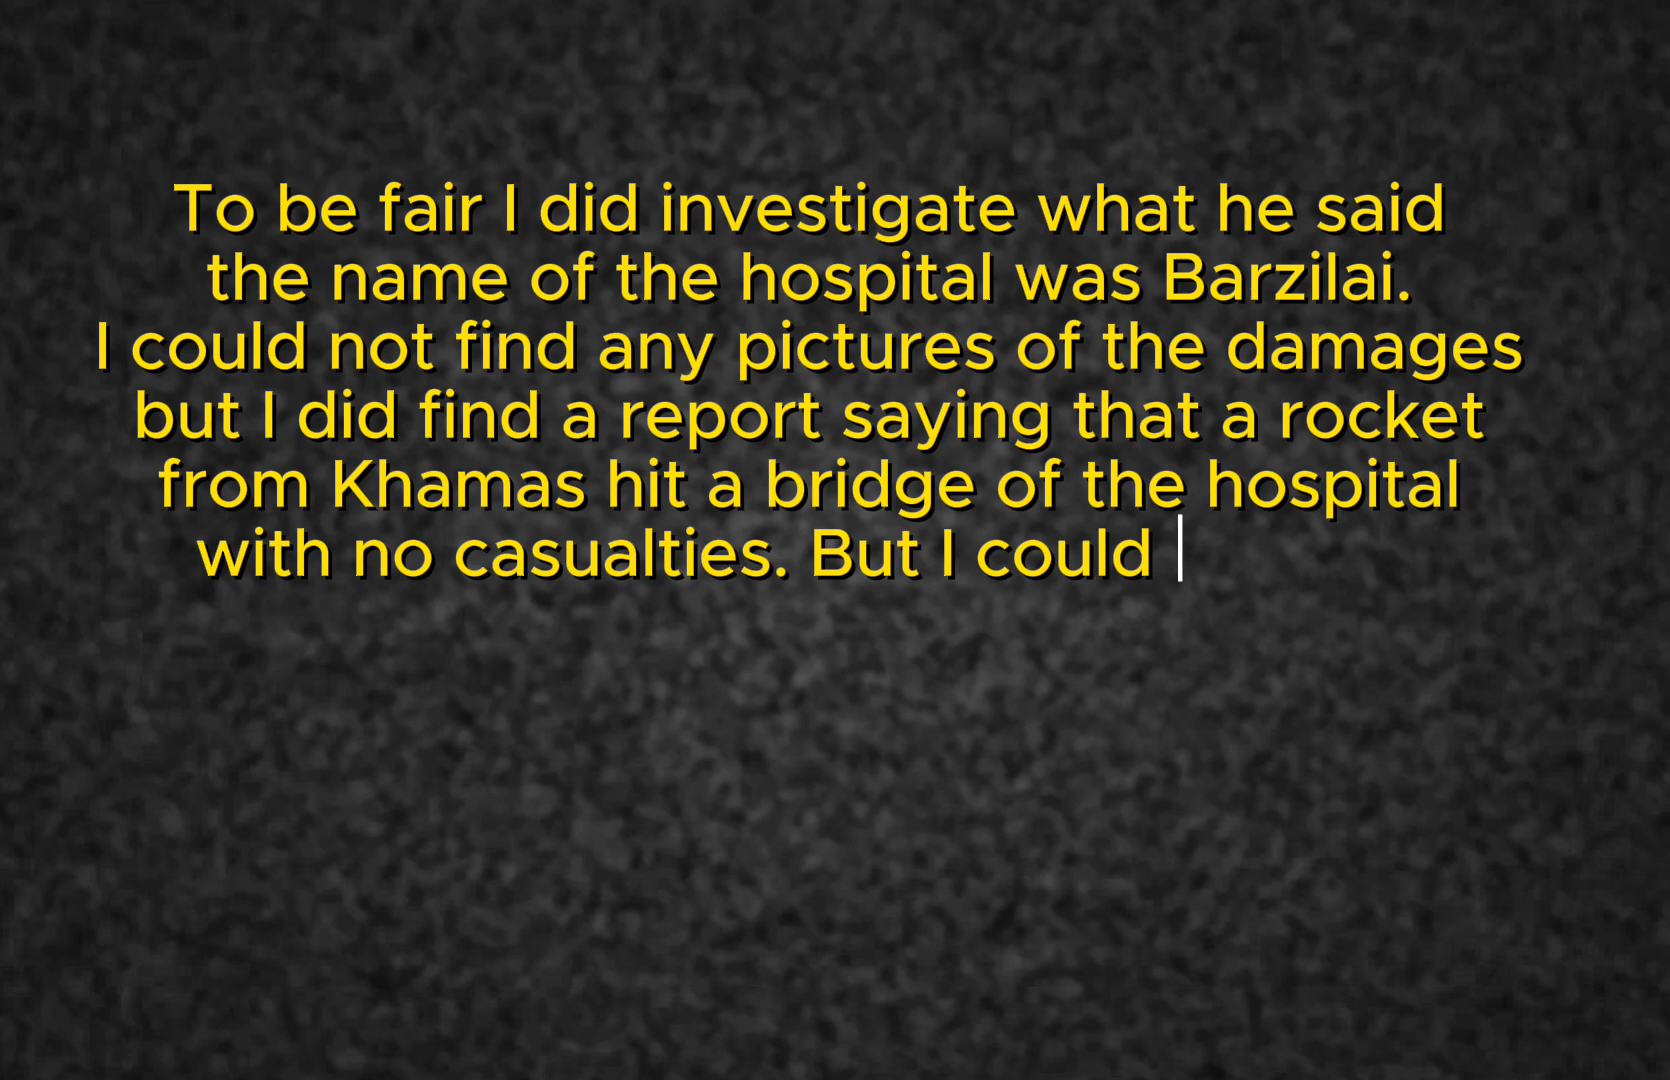 To be fair I did investigate what he said
the name of the hospital was Barzilai.
I could not find any pictures of the damages
but I did find a report saying that a rocket
from Khamas hit a bridge of the hospital
with no casualties. But I could